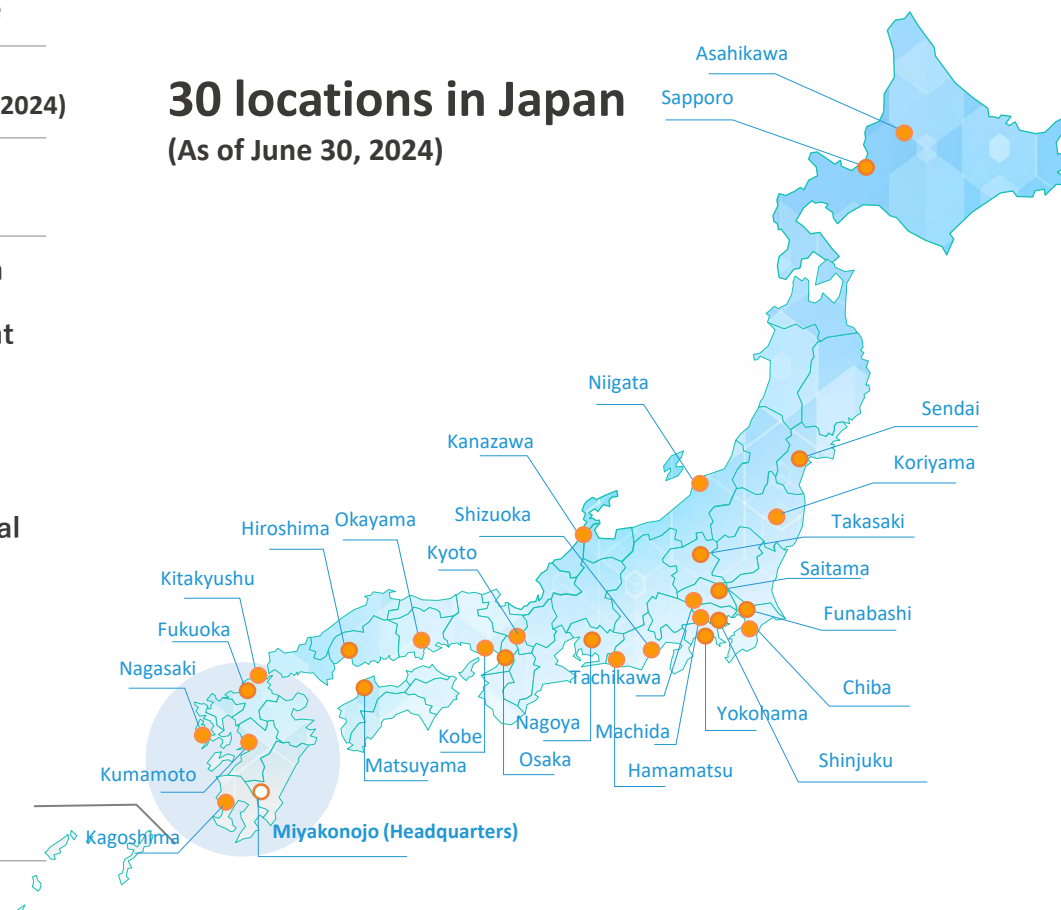 2024)
al
30 locations in Japan
(As of June 30, 2024)
Asahikawa
Sapporo
Niigata
Sendai
Kanazawa
Koriyama
Shizuoka
Okayama
Hiroshima
Takasaki
Kyoto
Saitama
Kitakyushu
Funabashi
Fukuoka
Nagasaki
Tachikawa
Chiba
Yokohama
Nagoya
Machida
Kobe
Osaka
Shinjuku
Matsuyama
Hamamatsu
Kumamoto
Kagoshima
Miyakonojo (Headquarters)